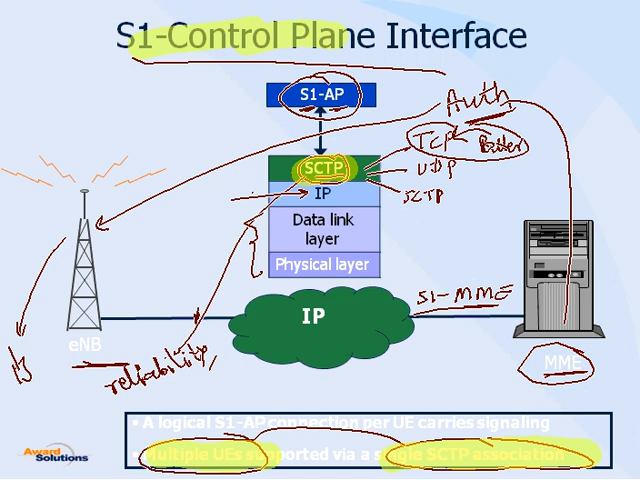 S1-Control Plane Interface
S1-AP
Auth
TCP Better
SCTP
UDP
IP
SCTP
Data link
layer
Physical layer
S1-MME
IP
eNB
MME
reliability,
• A logical S1-AP connection per UE carries signaling
• Multiple UEs supported via a single SCTP association
Award
Solutions